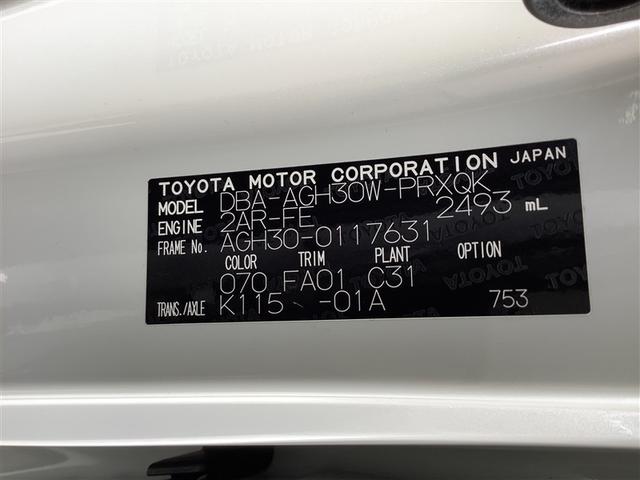 TOYOTA MOTOR CORPORATION JAPAN
MODEL DBA-AGH30W-PRXQK
ENGINE 2AR-FE 2493 mL
FRAME No. AGH30-0117631
COLOR TRIM PLANT OPTION
070 FA01 C31
TRANS./AXLE K115 -01A 753